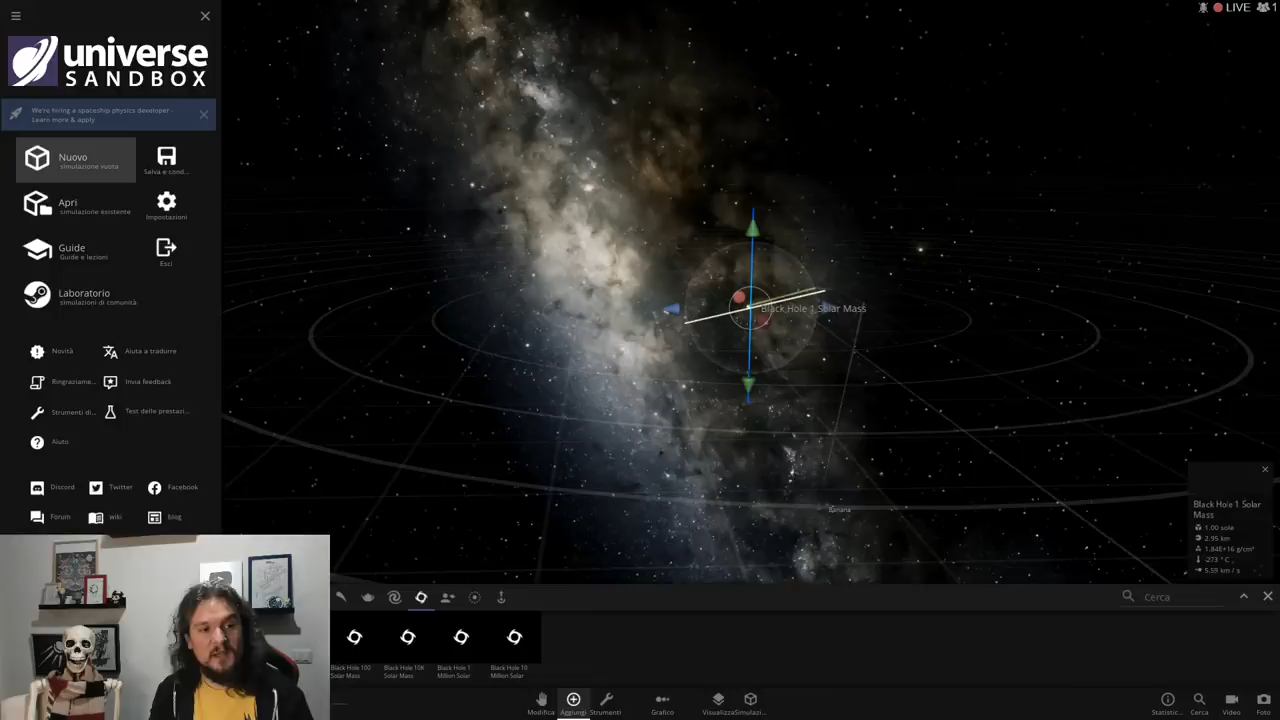 LIVE
1
universe
SANDBOX
We're hiring a spaceship physics developer -
Learn more & apply
Nuovo
simulazione vuota
Salva e cond...
Apri
simulazione esistente
Impostazioni
Guide
Guide e lezioni
Esci
Laboratorio
simulazioni di comunità
Novità
Aiuta a tradurre
Ringraziame...
Invia feedback
Strumenti di...
Test delle prestazi...
Aiuto
Discord
Twitter
Facebook
Forum
wiki
blog
Black Hole 1 Solar Mass
Banana
Black Hole 1 Solar
Mass
1.00 sole
2.95 km
1.84E+16 g/cm³
-273 °C
5.59 km / s
Cerca
Black Hole 100
Solar Mass
Black Hole 10K
Solar Mass
Black Hole 1
Million Solar
Black Hole 10
Million Solar
Modifica
Aggiungi
Strumenti
Grafico
Visualizza
Simulazi...
Statistic...
Cerca
Video
Foto